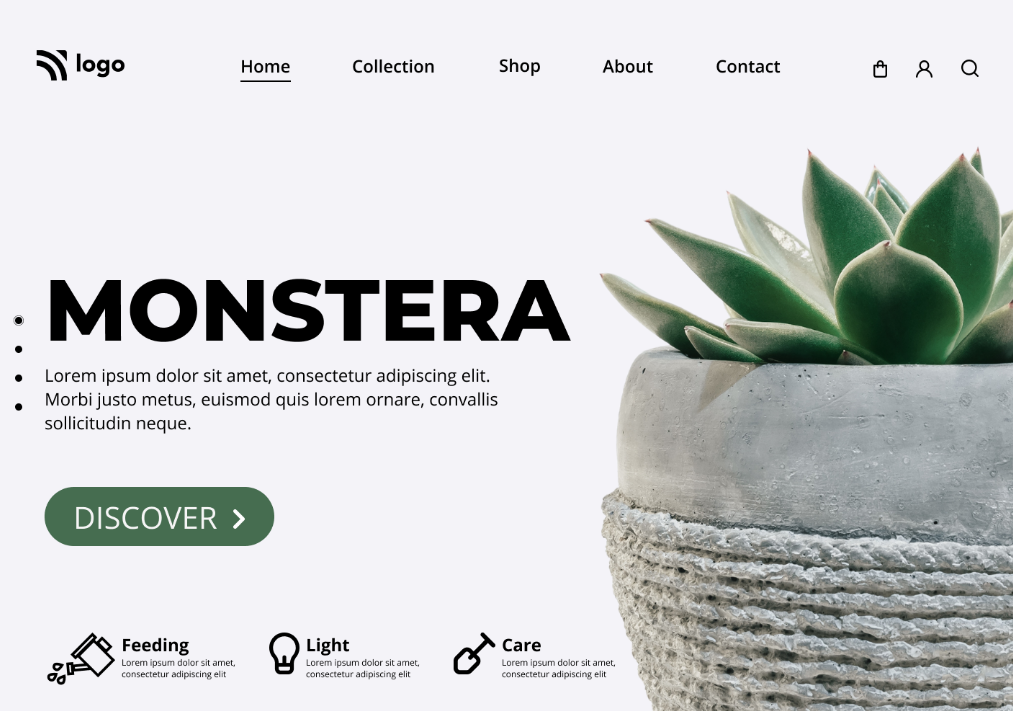 logo
Home
Collection
Shop
About
Contact
MONSTERA
Lorem ipsum dolor sit amet, consectetur adipiscing elit.
Morbi justo metus, euismod quis lorem ornare, convallis
sollicitudin neque.
DISCOVER
Feeding
Lorem ipsum dolor sit amet,
consectetur adipiscing elit
Light
Lorem ipsum dolor sit amet,
consectetur adipiscing elit
Care
Lorem ipsum dolor sit amet,
consectetur adipiscing elit